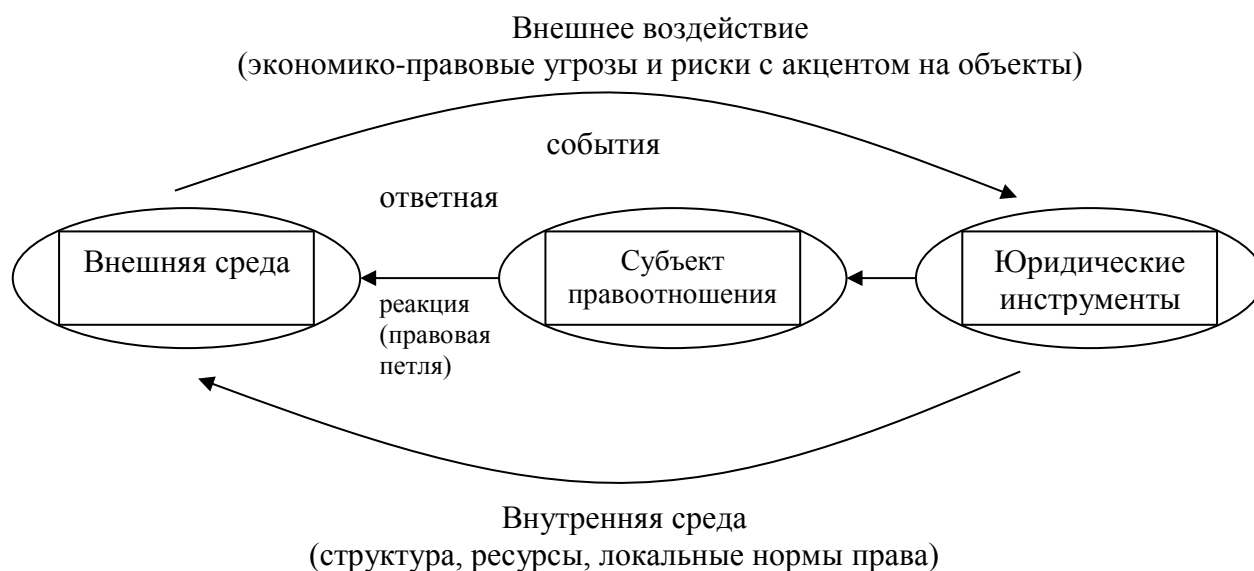 Внешнее воздействие
(экономико-правовые угрозы и риски с акцентом на объекты)
события
ответная
Внешняя среда
Субъект
правоотношения
Юридические
инструменты
реакция
(правовая
петля)
Внутренняя среда
(структура, ресурсы, локальные нормы права)